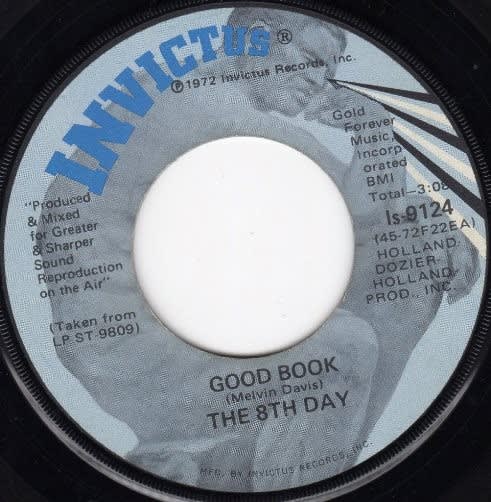 INVICTUS®
℗1972 Invictus Records, Inc.
Gold
Forever
Music,
Incorp
orated
BMI
Total-3:08
Is-9124
(45-72F22EA)
HOLLAND
DOZIER-
HOLLAND
PROD., INC.
"Produced
& Mixed
for Greater
& Sharper
Sound
Reproduction
on the Air"
(Taken from
LP ST-9809)
GOOD BOOK
(Melvin Davis)
THE 8TH DAY
MFG. BY INVICTUS RECORDS, INC.